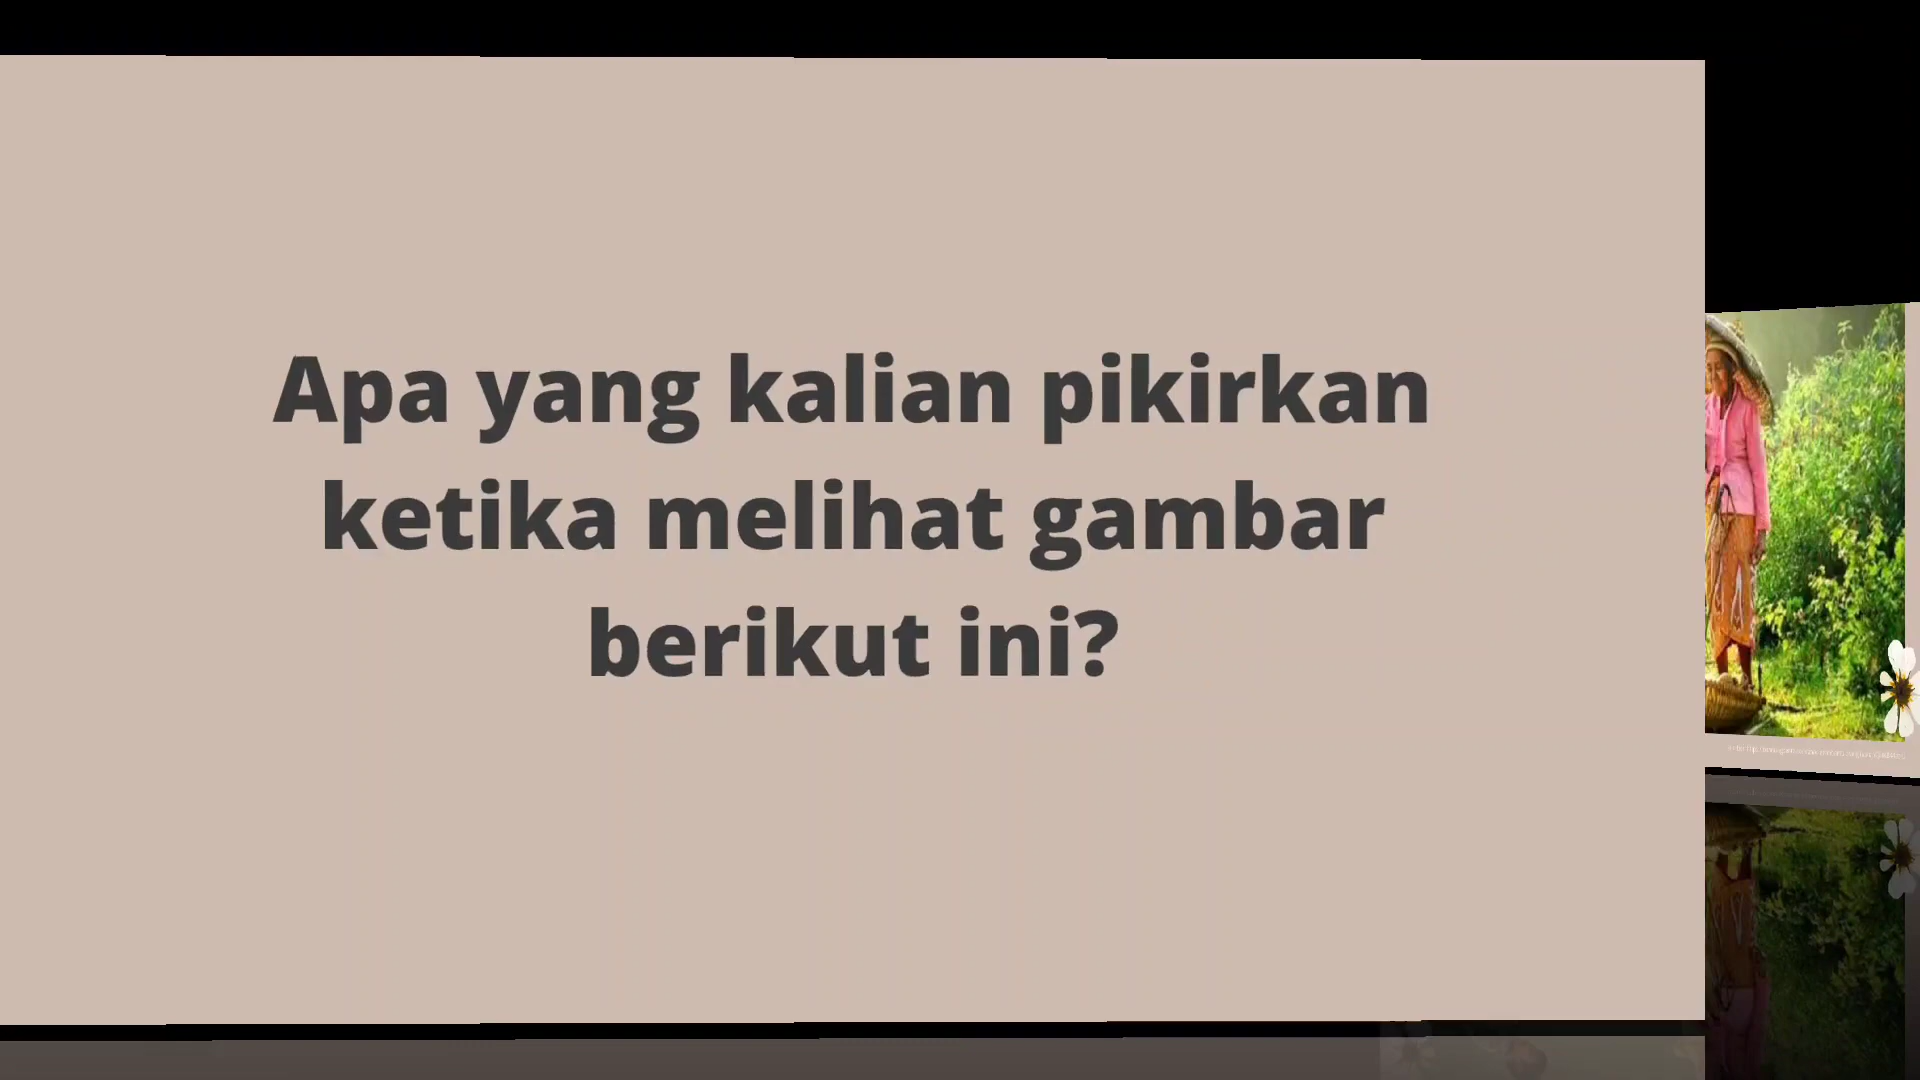 Apa yang kalian pikirkan
ketika melihat gambar
berikut ini?